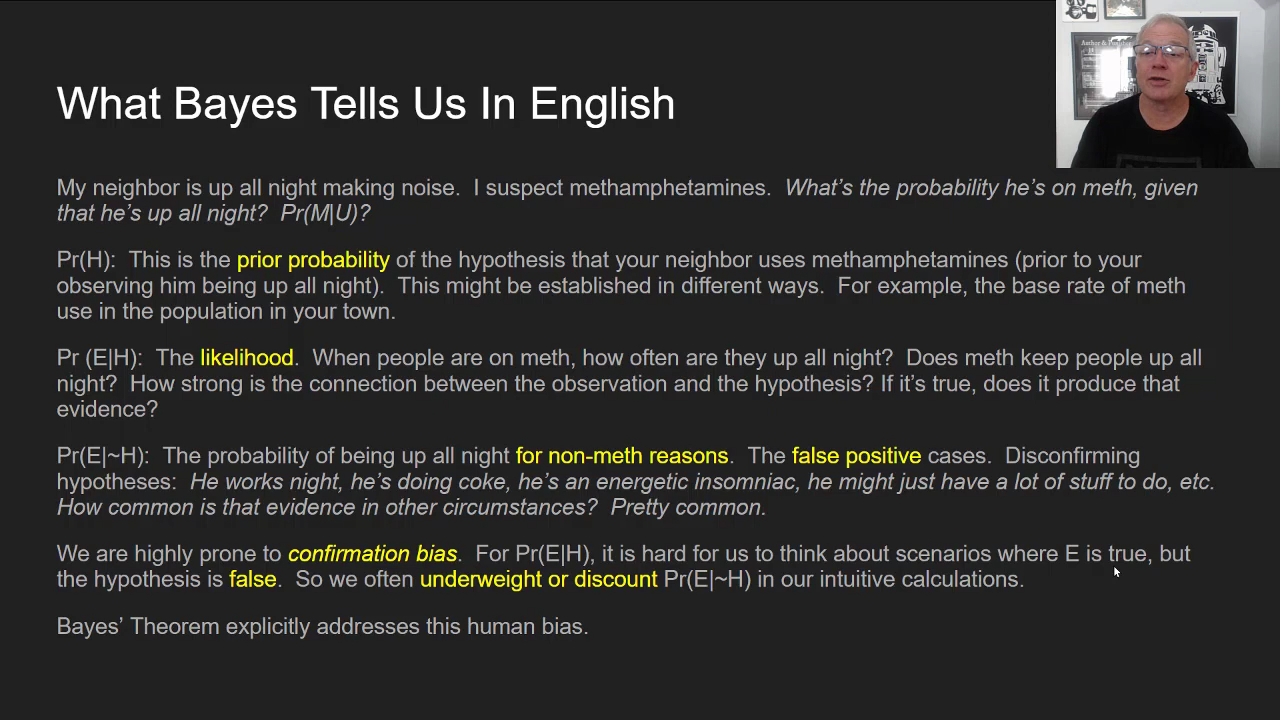 What Bayes Tells Us In English
My neighbor is up all night making noise.  I suspect methamphetamines.  What's the probability he's on meth, given
that he's up all night?  Pr(M|U)?
Pr(H):  This is the prior probability of the hypothesis that your neighbor uses methamphetamines (prior to your
observing him being up all night).  This might be established in different ways.  For example, the base rate of meth
use in the population in your town.
Pr (E|H):  The likelihood.  When people are on meth, how often are they up all night?  Does meth keep people up all
night?  How strong is the connection between the observation and the hypothesis? If it's true, does it produce that
evidence?
Pr(E|~H):  The probability of being up all night for non-meth reasons.  The false positive cases.  Disconfirming
hypotheses:  He works night, he's doing coke, he's an energetic insomniac, he might just have a lot of stuff to do, etc.
How common is that evidence in other circumstances?  Pretty common.
We are highly prone to confirmation bias.  For Pr(E|H), it is hard for us to think about scenarios where E is true, but
the hypothesis is false.  So we often underweight or discount Pr(E|~H) in our intuitive calculations.
Bayes' Theorem explicitly addresses this human bias.